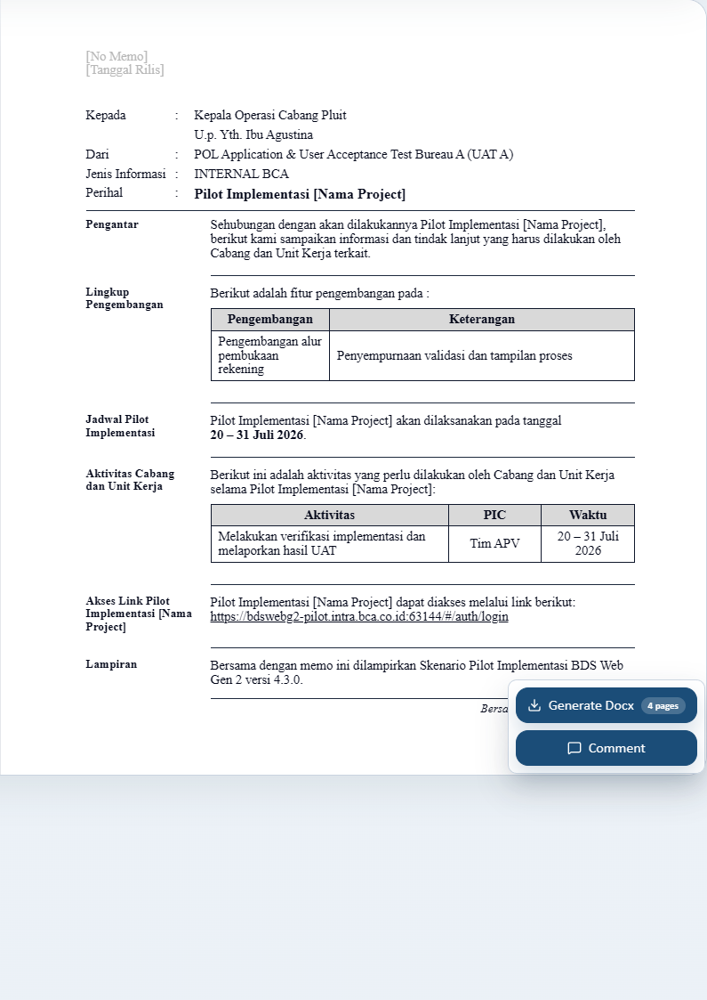 [No Memo]
[Tanggal Rilis]
Kepada : Kepala Operasi Cabang Pluit
U.p. Yth. Ibu Agustina
Dari : POL Application & User Acceptance Test Bureau A (UAT A)
Jenis Informasi : INTERNAL BCA
Perihal : Pilot Implementasi [Nama Project]
Pengantar
Sehubungan dengan akan dilakukannya Pilot Implementasi [Nama Project],
berikut kami sampaikan informasi dan tindak lanjut yang harus dilakukan oleh
Cabang dan Unit Kerja terkait.
Lingkup
Pengembangan
Berikut adalah fitur pengembangan pada :
Pengembangan Keterangan
Pengembangan alur
pembukaan
rekening
Penyempurnaan validasi dan tampilan proses
Jadwal Pilot
Implementasi
Pilot Implementasi [Nama Project] akan dilaksanakan pada tanggal
20 – 31 Juli 2026.
Aktivitas Cabang
dan Unit Kerja
Berikut ini adalah aktivitas yang perlu dilakukan oleh Cabang dan Unit Kerja
selama Pilot Implementasi [Nama Project]:
Aktivitas PIC Waktu
Melakukan verifikasi implementasi dan
melaporkan hasil UAT
Tim APV
20 – 31 Juli
2026
Akses Link Pilot
Implementasi [Nama
Project]
Pilot Implementasi [Nama Project] dapat diakses melalui link berikut:
https://bdswebg2-pilot.intra.bca.co.id:63144/#/auth/login
Lampiran
Bersama dengan memo ini dilampirkan Skenario Pilot Implementasi BDS Web
Gen 2 versi 4.3.0.
Generate Docx 4 pages
Comment